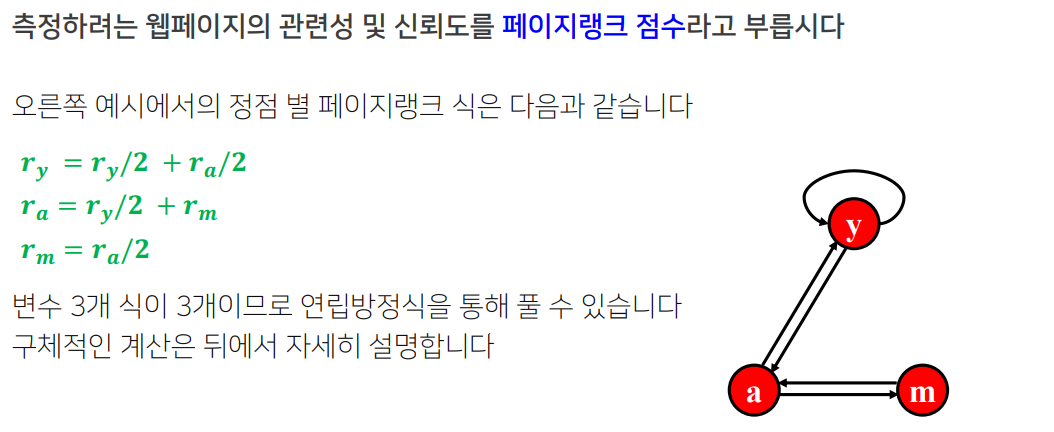 측정하려는 웹페이지의 관련성 및 신뢰도를 페이지랭크 점수라고 부릅시다
오른쪽 예시에서의 정점 별 페이지랭크 식은 다음과 같습니다
r_y = r_y/2 + r_a/2
r_a = r_y/2 + r_m
r_m = r_a/2
변수 3개 식이 3개이므로 연립방정식을 통해 풀 수 있습니다
구체적인 계산은 뒤에서 자세히 설명합니다
y
a
m